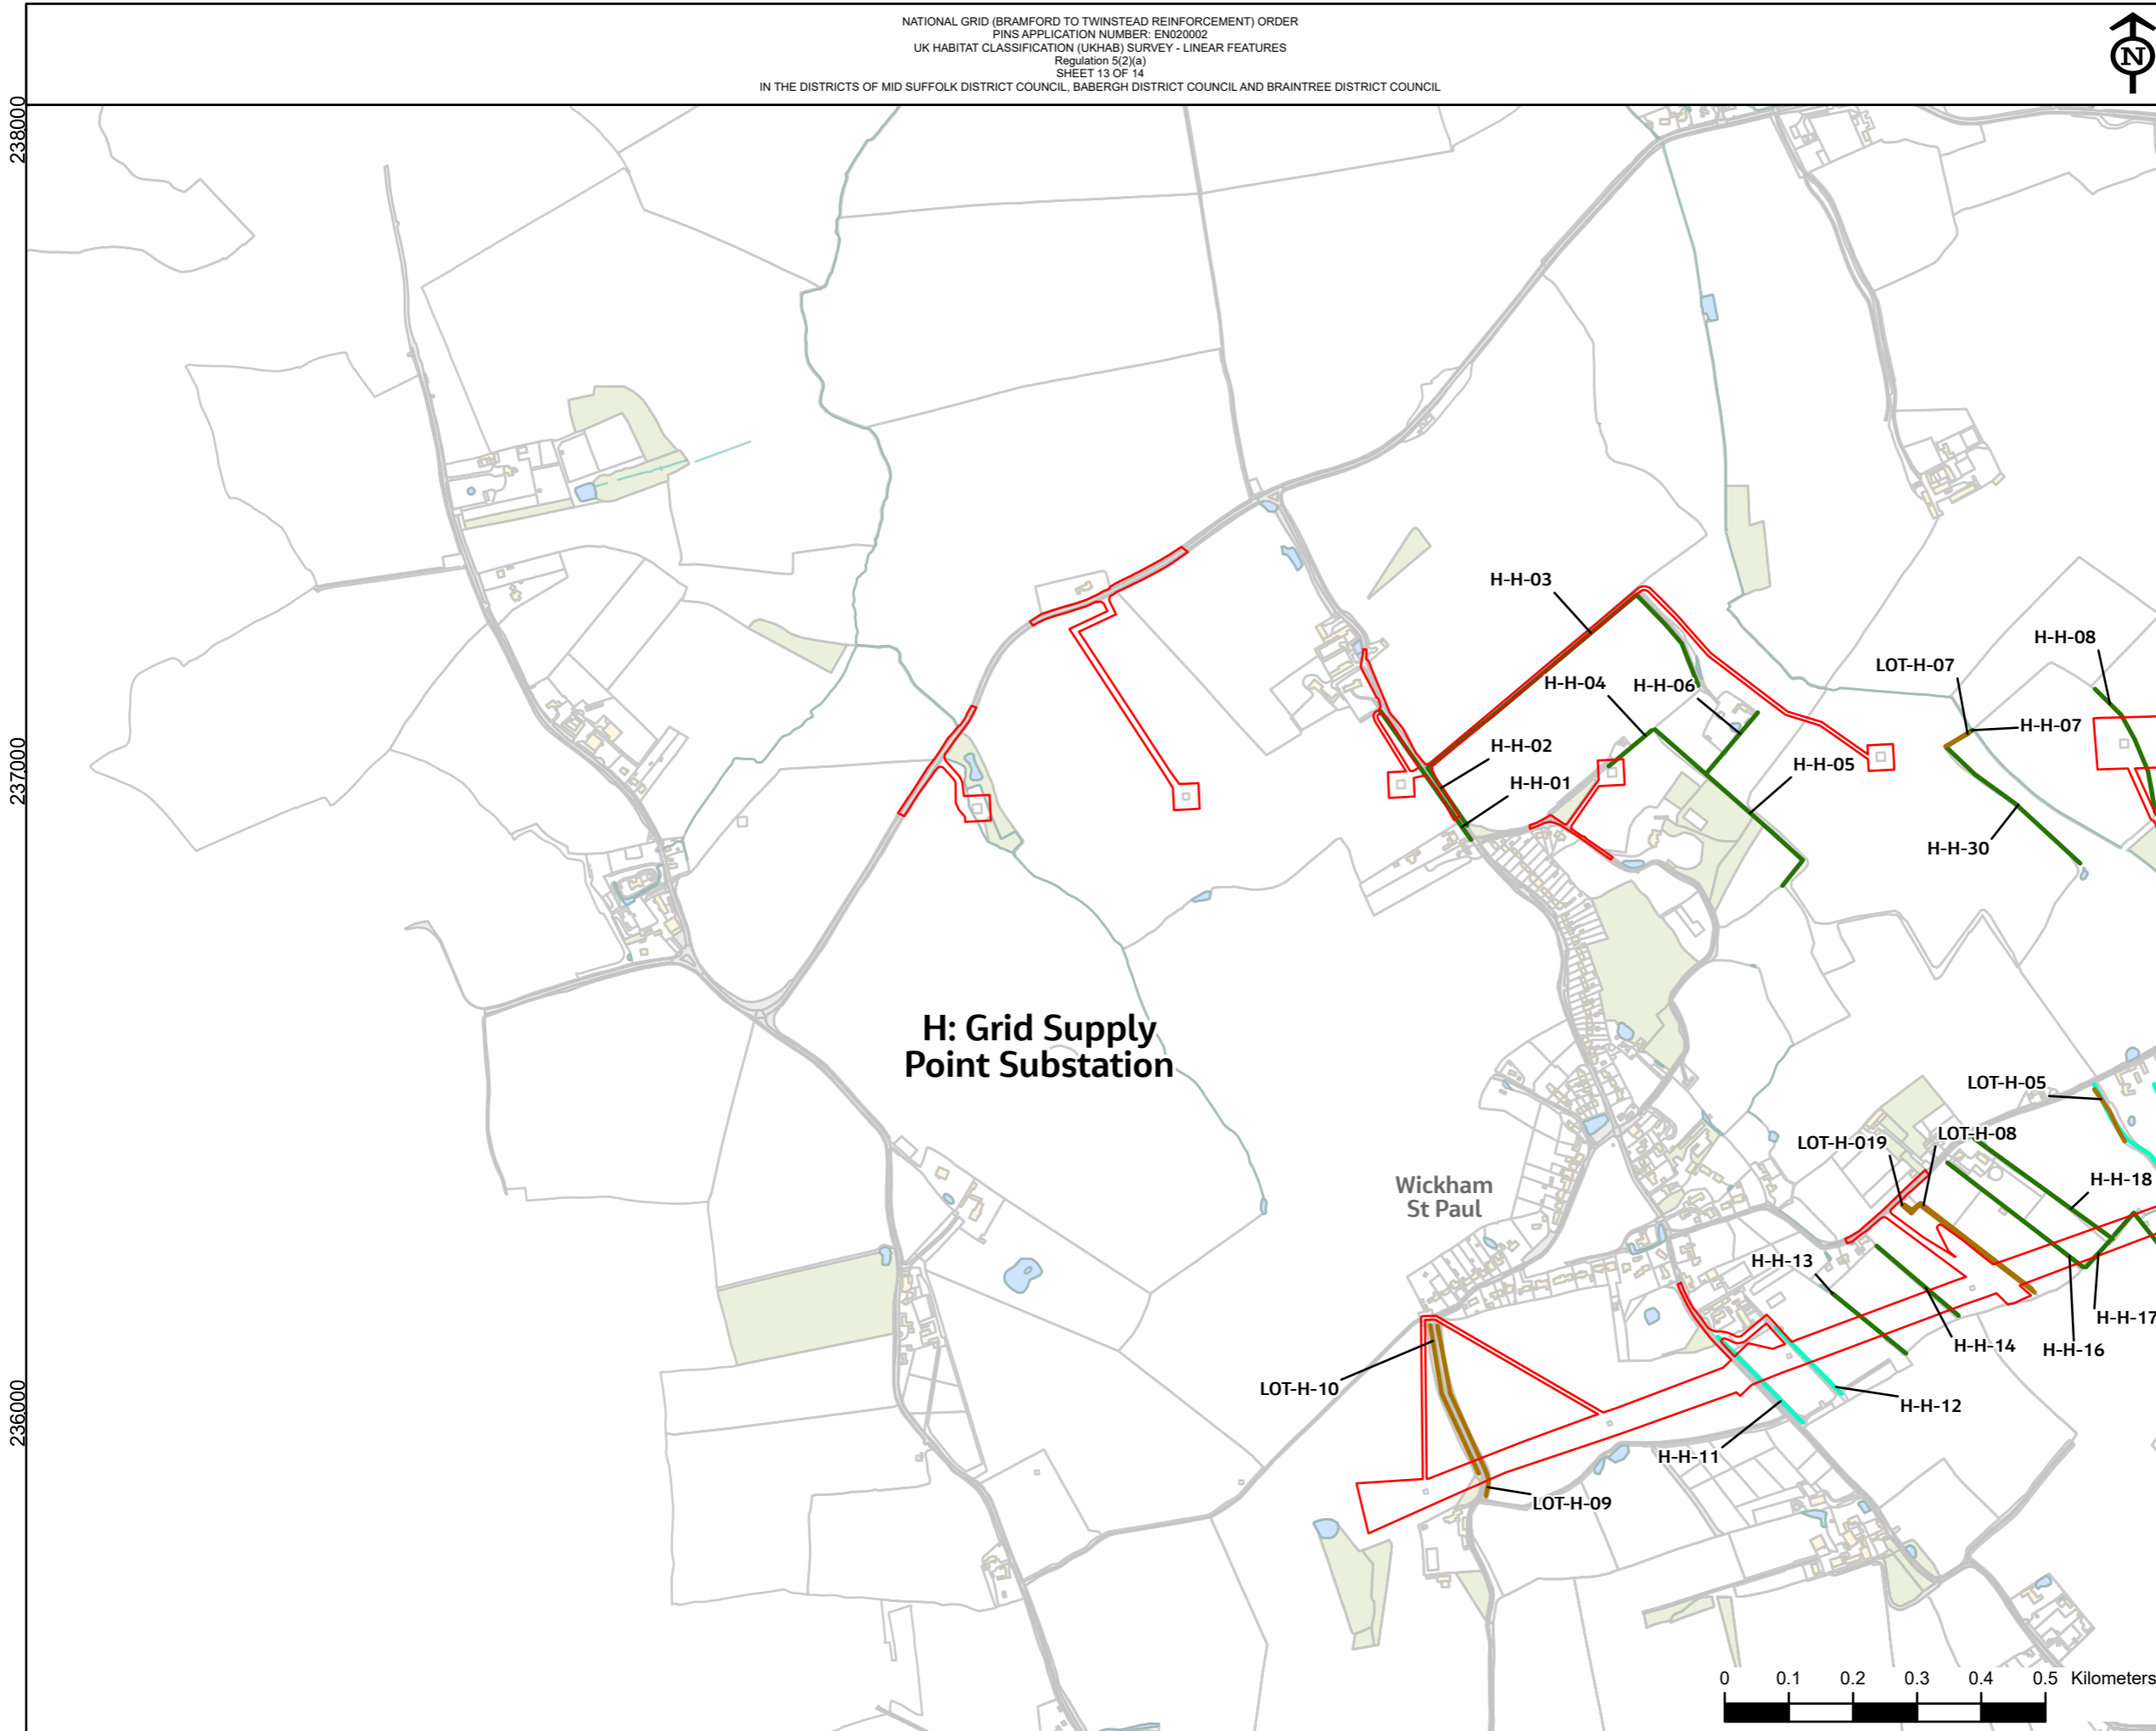 NATIONAL GRID (BRAMFORD TO TWINSTEAD REINFORCEMENT) ORDER
PINS APPLICATION NUMBER: EN020002
UK HABITAT CLASSIFICATION (UKHAB) SURVEY - LINEAR FEATURES
Regulation 5(2)(a)
SHEET 13 OF 14
IN THE DISTRICTS OF MID SUFFOLK DISTRICT COUNCIL, BABERGH DISTRICT COUNCIL AND BRAINTREE DISTRICT COUNCIL
N
238000
237000
236000
H-H-03
H-H-08
LOT-H-07
H-H-04
H-H-06
H-H-07
H-H-02
H-H-05
H-H-01
H-H-30
H: Grid Supply
Point Substation
LOT-H-05
LOT-H-019
LOT-H-08
Wickham
St Paul
H-H-18
H-H-13
H-H-17
H-H-14
H-H-16
LOT-H-10
H-H-12
H-H-11
LOT-H-09
0 0.1 0.2 0.3 0.4 0.5 Kilometers